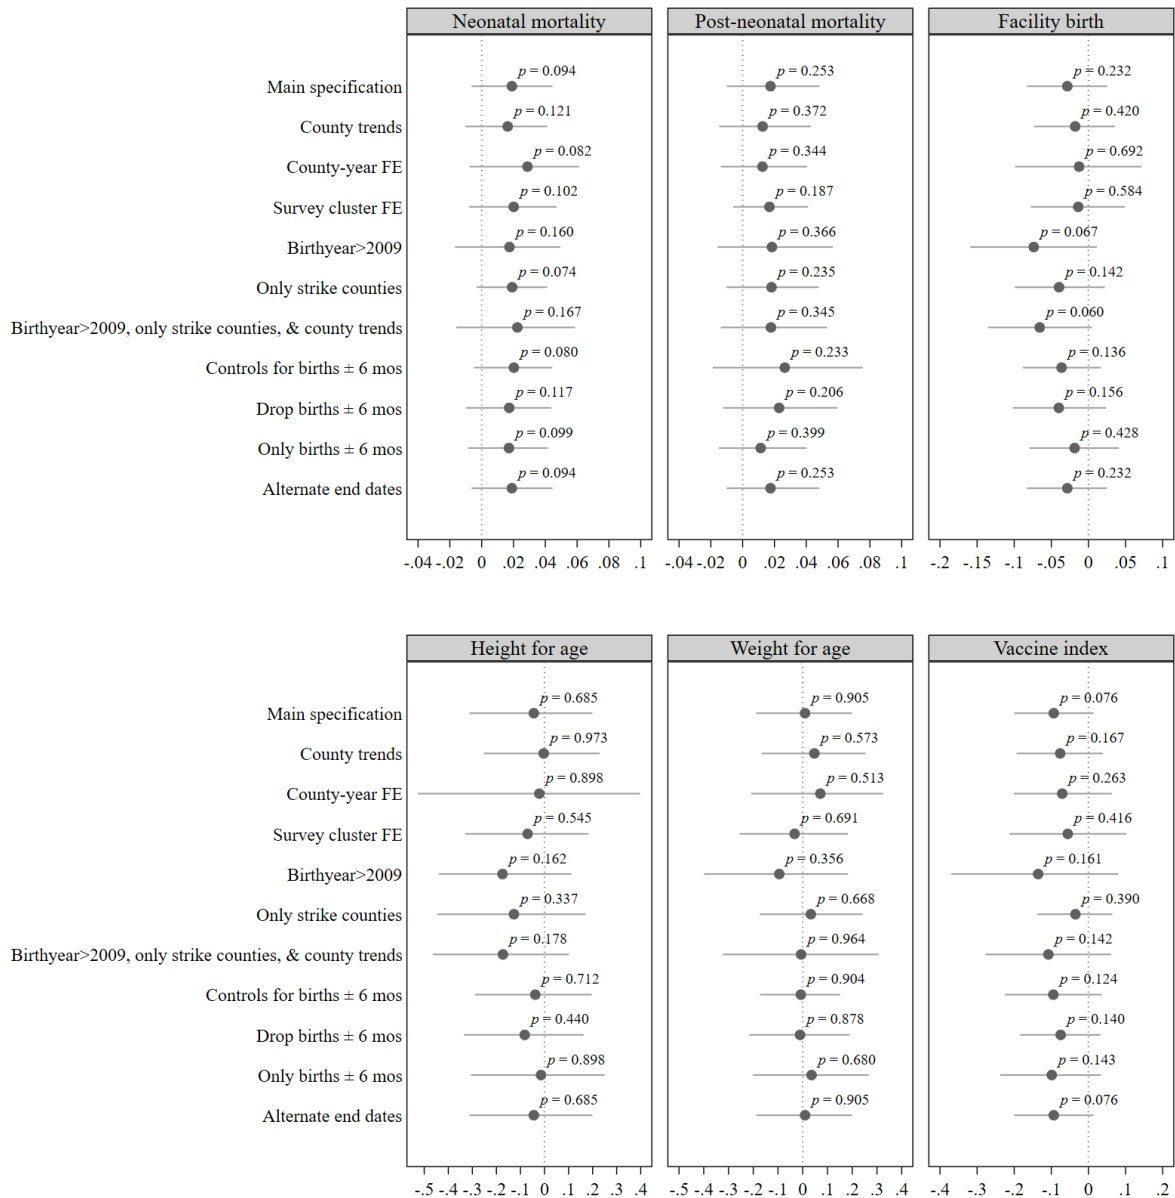 Neonatal mortality Post-neonatal mortality Facility birth
Main specification p = 0.094 p = 0.253 p = 0.232
County trends p = 0.121 p = 0.372 p = 0.420
County-year FE p = 0.082 p = 0.344 p = 0.692
Survey cluster FE p = 0.102 p = 0.187 p = 0.584
Birthyear>2009 p = 0.160 p = 0.366 p = 0.067
Only strike counties p = 0.074 p = 0.235 p = 0.142
Birthyear>2009, only strike counties, & county trends p = 0.167 p = 0.345 p = 0.060
Controls for births ± 6 mos p = 0.080 p = 0.233 p = 0.136
Drop births ± 6 mos p = 0.117 p = 0.206 p = 0.156
Only births ± 6 mos p = 0.099 p = 0.399 p = 0.428
Alternate end dates p = 0.094 p = 0.253 p = 0.232
-.04 -.02 0 .02 .04 .06 .08 .1 -.04 -.02 0 .02 .04 .06 .08 .1 -.2 -.1 -.05 0 .05 .1
Height for age Weight for age Vaccine index
Main specification p = 0.685 p = 0.905 p = 0.076
County trends p = 0.973 p = 0.573 p = 0.167
County-year FE p = 0.898 p = 0.513 p = 0.263
Survey cluster FE p = 0.545 p = 0.691 p = 0.416
Birthyear>2009 p = 0.162 p = 0.356 p = 0.161
Only strike counties p = 0.337 p = 0.668 p = 0.390
Birthyear>2009, only strike counties, & county trends p = 0.178 p = 0.964 p = 0.142
Controls for births ± 6 mos p = 0.712 p = 0.904 p = 0.124
Drop births ± 6 mos p = 0.440 p = 0.878 p = 0.140
Only births ± 6 mos p = 0.898 p = 0.680 p = 0.143
Alternate end dates p = 0.685 p = 0.905 p = 0.076
-.5 -.3 -.2 -.1 0 .1 .2 .3 .4 -.5 -.3 -.2 -.1 0 .1 .2 .3 .4 -.4 -.3 -.2 -.1 0 .1 .2